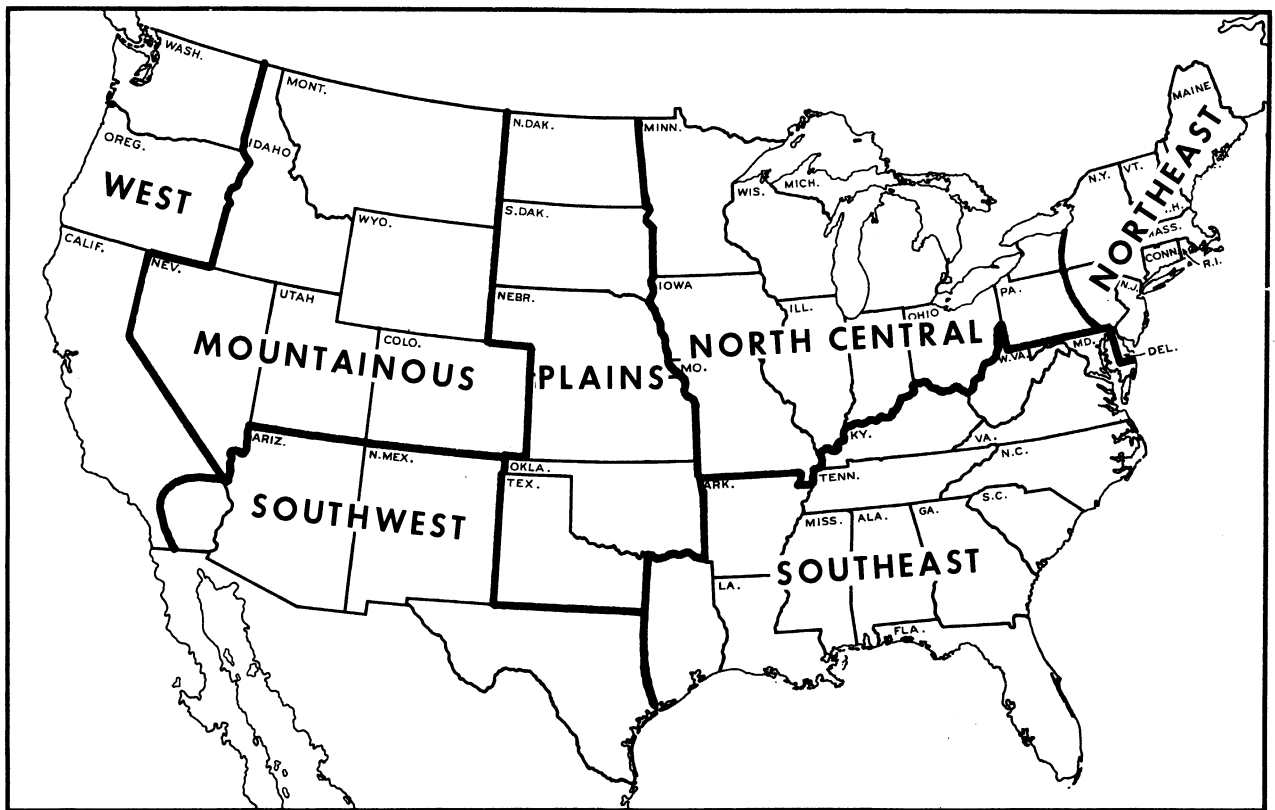 WASH.
MONT.
N.DAK.
MINN.
MAINE
OREG.
IDAHO
WEST
S.DAK.
WYO.
WIS.
MICH.
N.Y.
VT.
NORTHEAST
.H.
ASS.
CONN.
R.I.
CALIF.
NEV.
UTAH
NEBR.
IOWA
ILL.
OHIO
PA.
N.J.
MOUNTAINOUS
COLO.
PLAINS
NORTH CENTRAL
MO.
W.VA.
MD.
DEL.
ARIZ.
N.MEX.
OKLA.
TEX.
KY.
VA.
N.C.
TENN.
ARK.
S.C.
SOUTHWEST
MISS.
ALA.
GA.
SOUTHEAST
LA.
FLA.